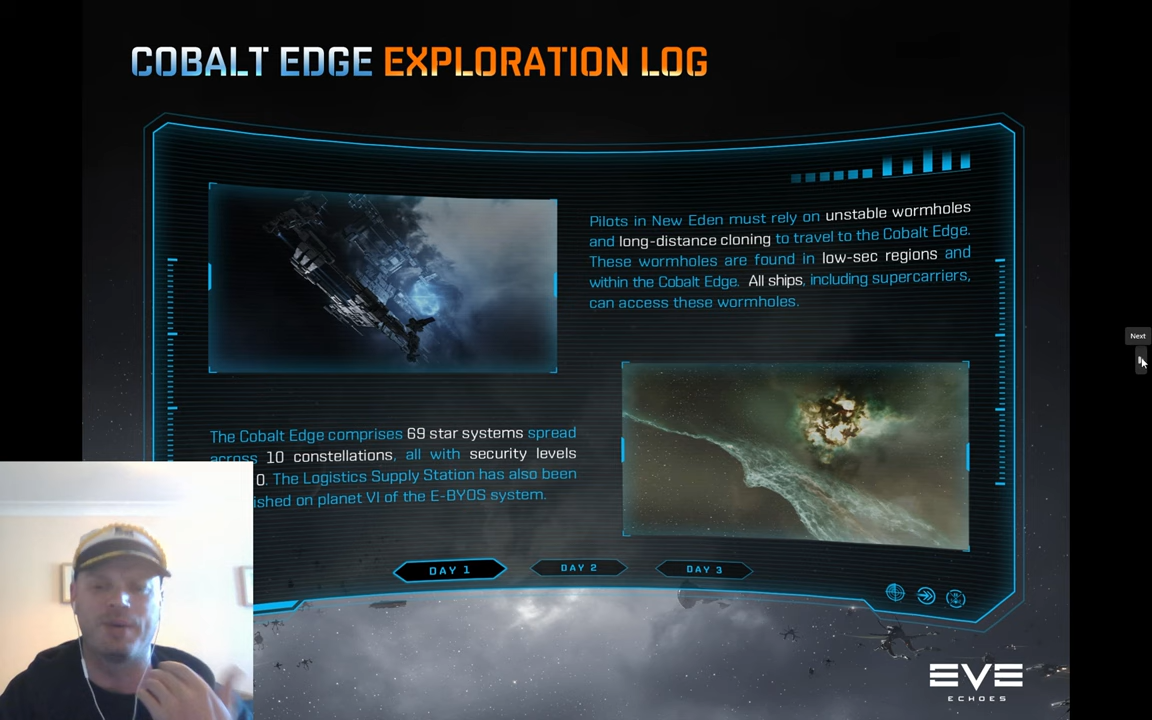 COBALT EDGE EXPLORATION LOG
Pilots in New Eden must rely on unstable wormholes
and long-distance cloning to travel to the Cobalt Edge.
These wormholes are found in low-sec regions and
within the Cobalt Edge. All ships, including supercarriers,
can access these wormholes.
Next
The Cobalt Edge comprises 69 star systems spread
across 10 constellations, all with security levels
0. The Logistics Supply Station has also been
ished on planet VI of the E-BYOS system.
DAY 1
DAY 2
DAY 3
EVE
ECHOES